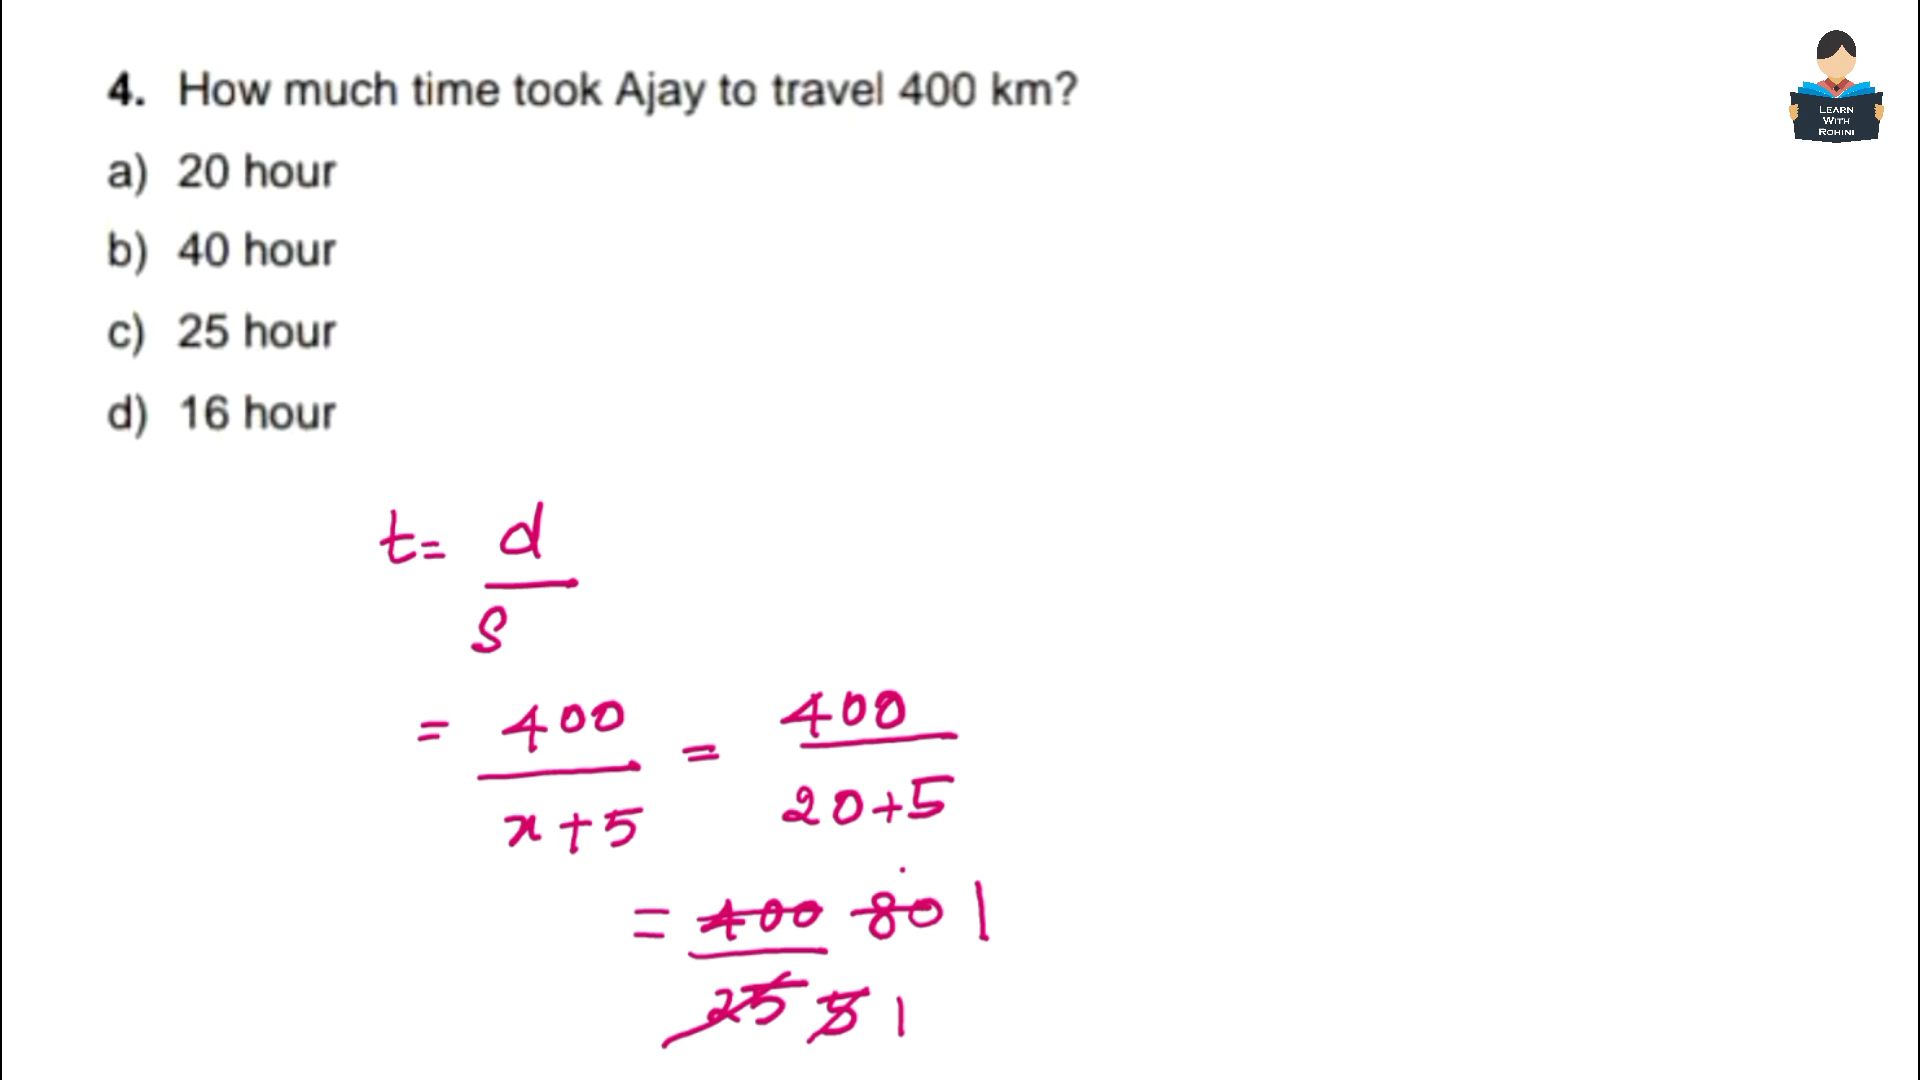 4. How much time took Ajay to travel 400 km?
LEARN
WITH
ROHINI
a) 20 hour
b) 40 hour
c) 25 hour
d) 16 hour
t= d
s
= 400 = 400
x+5 20+5
= 400 80 1
25 5 1